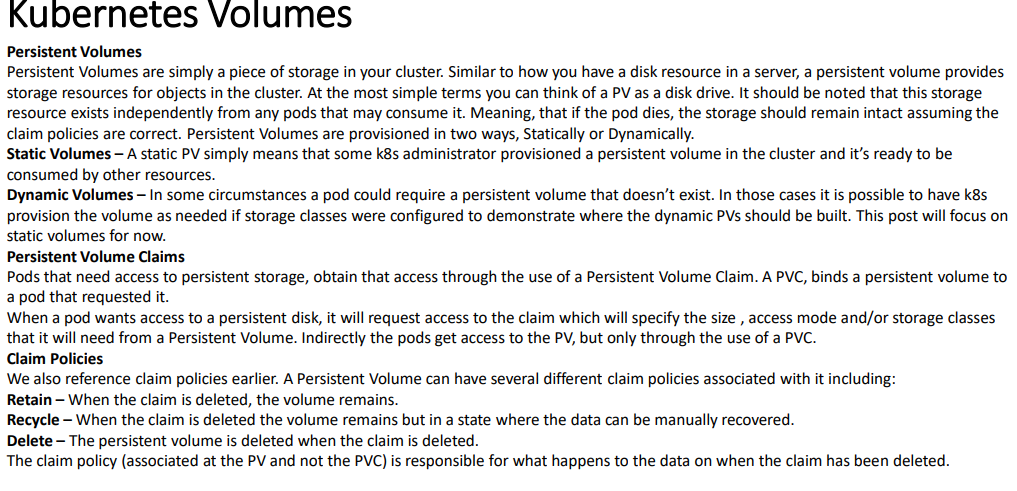 Kubernetes Volumes
Persistent Volumes
Persistent Volumes are simply a piece of storage in your cluster. Similar to how you have a disk resource in a server, a persistent volume provides
storage resources for objects in the cluster. At the most simple terms you can think of a PV as a disk drive. It should be noted that this storage
resource exists independently from any pods that may consume it. Meaning, that if the pod dies, the storage should remain intact assuming the
claim policies are correct. Persistent Volumes are provisioned in two ways, Statically or Dynamically.
Static Volumes – A static PV simply means that some k8s administrator provisioned a persistent volume in the cluster and it’s ready to be
consumed by other resources.
Dynamic Volumes – In some circumstances a pod could require a persistent volume that doesn’t exist. In those cases it is possible to have k8s
provision the volume as needed if storage classes were configured to demonstrate where the dynamic PVs should be built. This post will focus on
static volumes for now.
Persistent Volume Claims
Pods that need access to persistent storage, obtain that access through the use of a Persistent Volume Claim. A PVC, binds a persistent volume to
a pod that requested it.
When a pod wants access to a persistent disk, it will request access to the claim which will specify the size , access mode and/or storage classes
that it will need from a Persistent Volume. Indirectly the pods get access to the PV, but only through the use of a PVC.
Claim Policies
We also reference claim policies earlier. A Persistent Volume can have several different claim policies associated with it including:
Retain – When the claim is deleted, the volume remains.
Recycle – When the claim is deleted the volume remains but in a state where the data can be manually recovered.
Delete – The persistent volume is deleted when the claim is deleted.
The claim policy (associated at the PV and not the PVC) is responsible for what happens to the data on when the claim has been deleted.